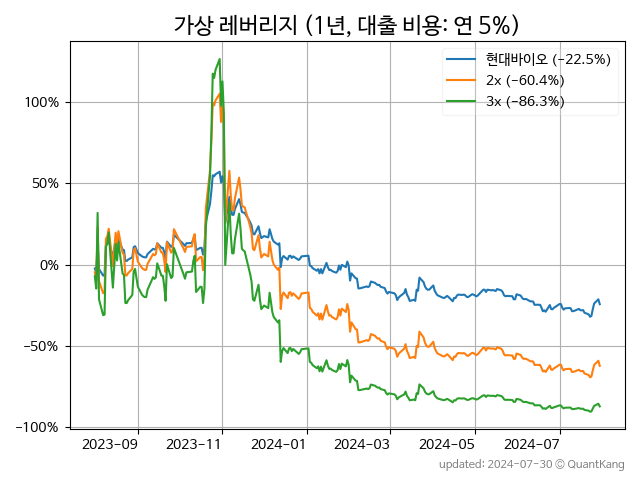 가상 레버리지 (1년, 대출 비용: 연 5%)
현대바이오 (−22.5%)
2x (−60.4%)
3x (−86.3%)
100%
50%
0%
−50%
−100%
2023-09
2023-11
2024-01
2024-03
2024-05
2024-07
updated: 2024-07-30 © QuantKang